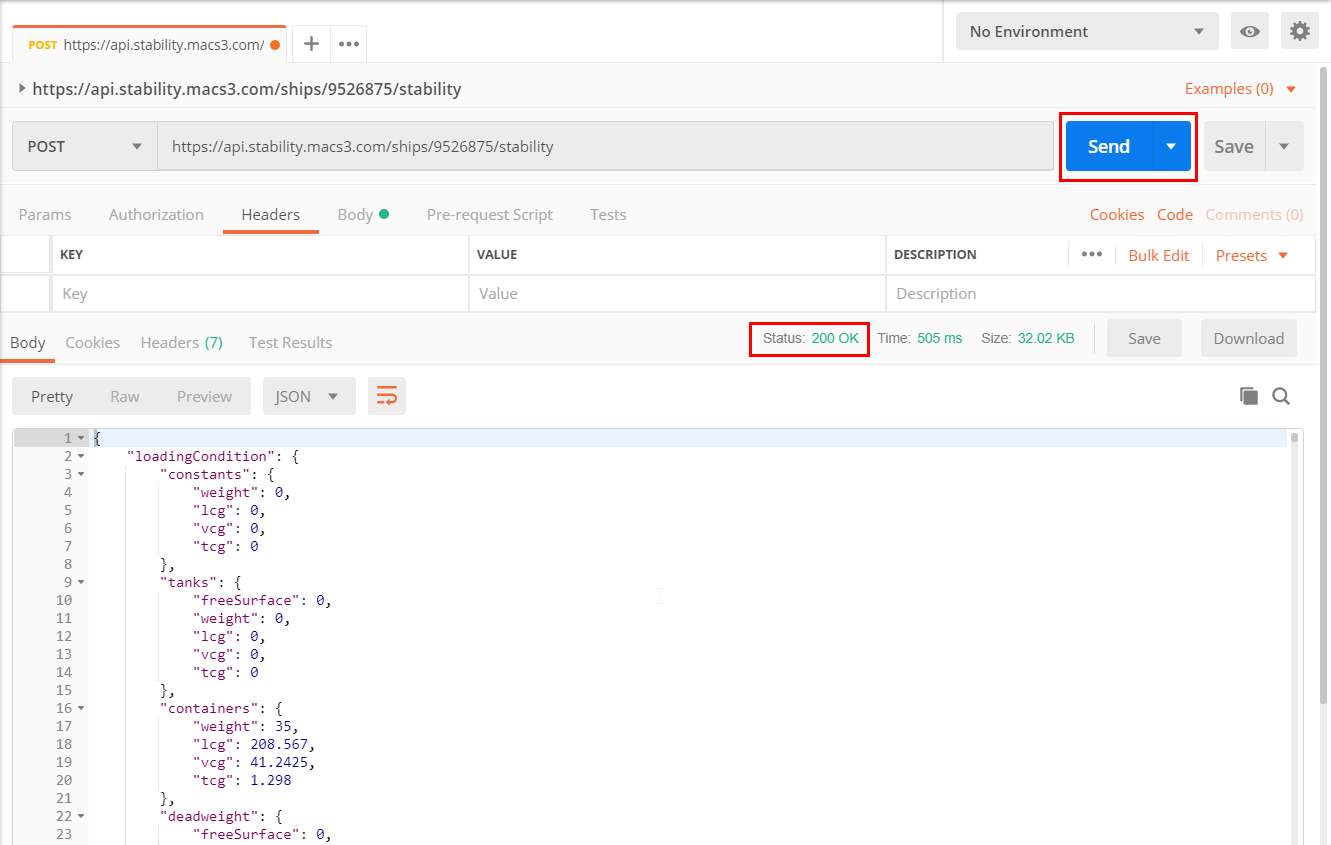 POST https://api.stability.macs3.com/
No Environment
https://api.stability.macs3.com/ships/9526875/stability
Examples (0)
POST https://api.stability.macs3.com/ships/9526875/stability Send Save
Params Authorization Headers Body Pre-request Script Tests Cookies Code Comments (0)
KEY VALUE DESCRIPTION Bulk Edit Presets
Key Value Description
Body Cookies Headers (7) Test Results Status: 200 OK Time: 505 ms Size: 32.02 KB Save Download
Pretty Raw Preview JSON
1 {
2 "loadingCondition": {
3 "constants": {
4 "weight": 0,
5 "lcg": 0,
6 "vcg": 0,
7 "tcg": 0
8 },
9 "tanks": {
10 "freeSurface": 0,
11 "weight": 0,
12 "lcg": 0,
13 "vcg": 0,
14 "tcg": 0
15 },
16 "containers": {
17 "weight": 35,
18 "lcg": 208.567,
19 "vcg": 41.2425,
20 "tcg": 1.298
21 },
22 "deadweight": {
23 "freeSurface": 0,